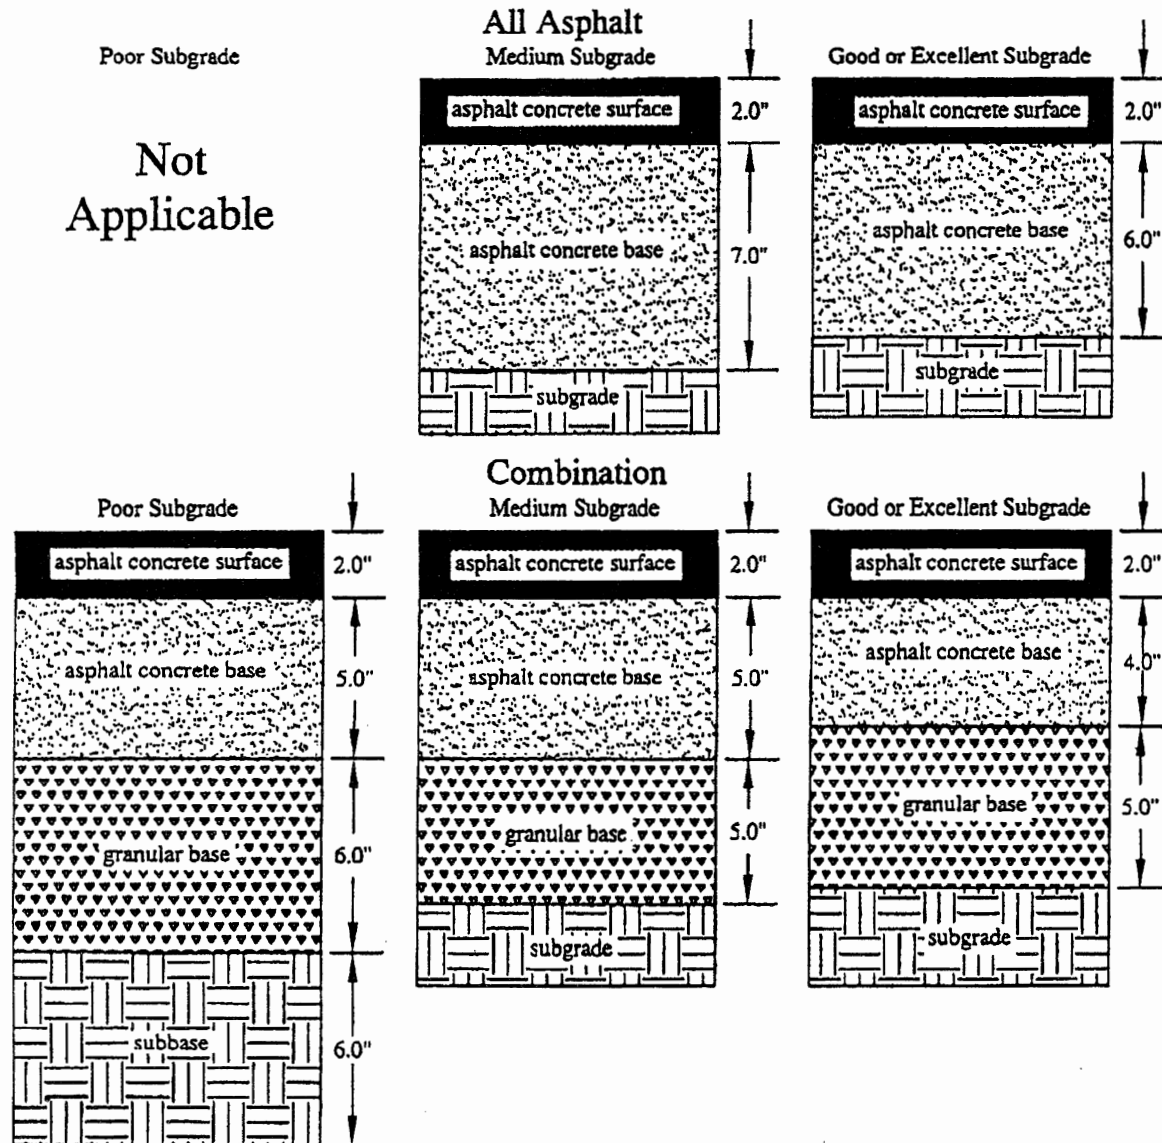 All Asphalt
Poor Subgrade
Medium Subgrade
Good or Excellent Subgrade
Not
Applicable
asphalt concrete surface
2.0"
asphalt concrete surface
2.0"
asphalt concrete base
7.0"
asphalt concrete base
6.0"
subgrade
subgrade
Combination
Poor Subgrade
Medium Subgrade
Good or Excellent Subgrade
asphalt concrete surface
2.0"
asphalt concrete surface
2.0"
asphalt concrete surface
2.0"
asphalt concrete base
5.0"
asphalt concrete base
5.0"
asphalt concrete base
4.0"
granular base
6.0"
granular base
5.0"
granular base
5.0"
subgrade
subgrade
subbase
6.0"